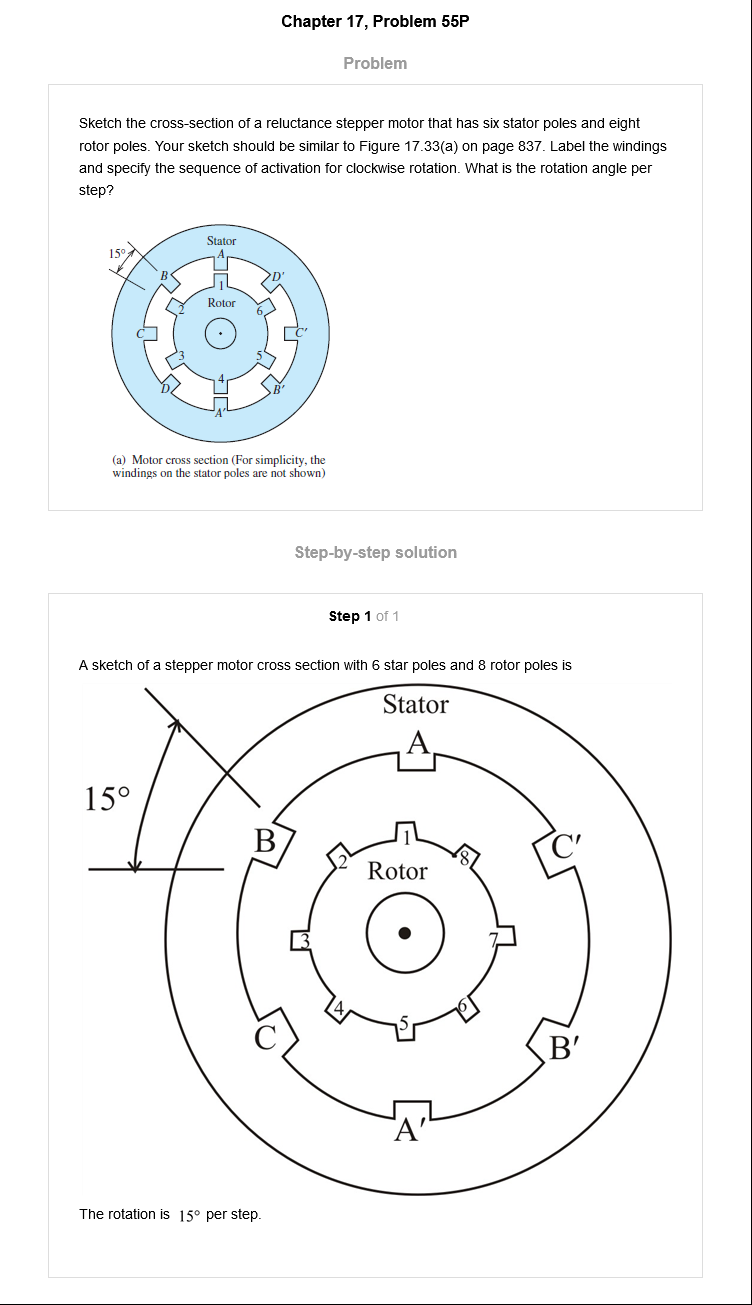 Chapter 17, Problem 55P
Problem
Sketch the cross-section of a reluctance stepper motor that has six stator poles and eight
rotor poles. Your sketch should be similar to Figure 17.33(a) on page 837. Label the windings
and specify the sequence of activation for clockwise rotation. What is the rotation angle per
step?
Stator
15°
A
B
D'
1
2
Rotor
6
C
C'
3
5
4
D
B'
A'
(a) Motor cross section (For simplicity, the
windings on the stator poles are not shown)
Step-by-step solution
Step 1 of 1
A sketch of a stepper motor cross section with 6 star poles and 8 rotor poles is
Stator
A
15°
B
C'
1
2
8
Rotor
3
7
4
6
5
C
B'
A'
The rotation is 15° per step.